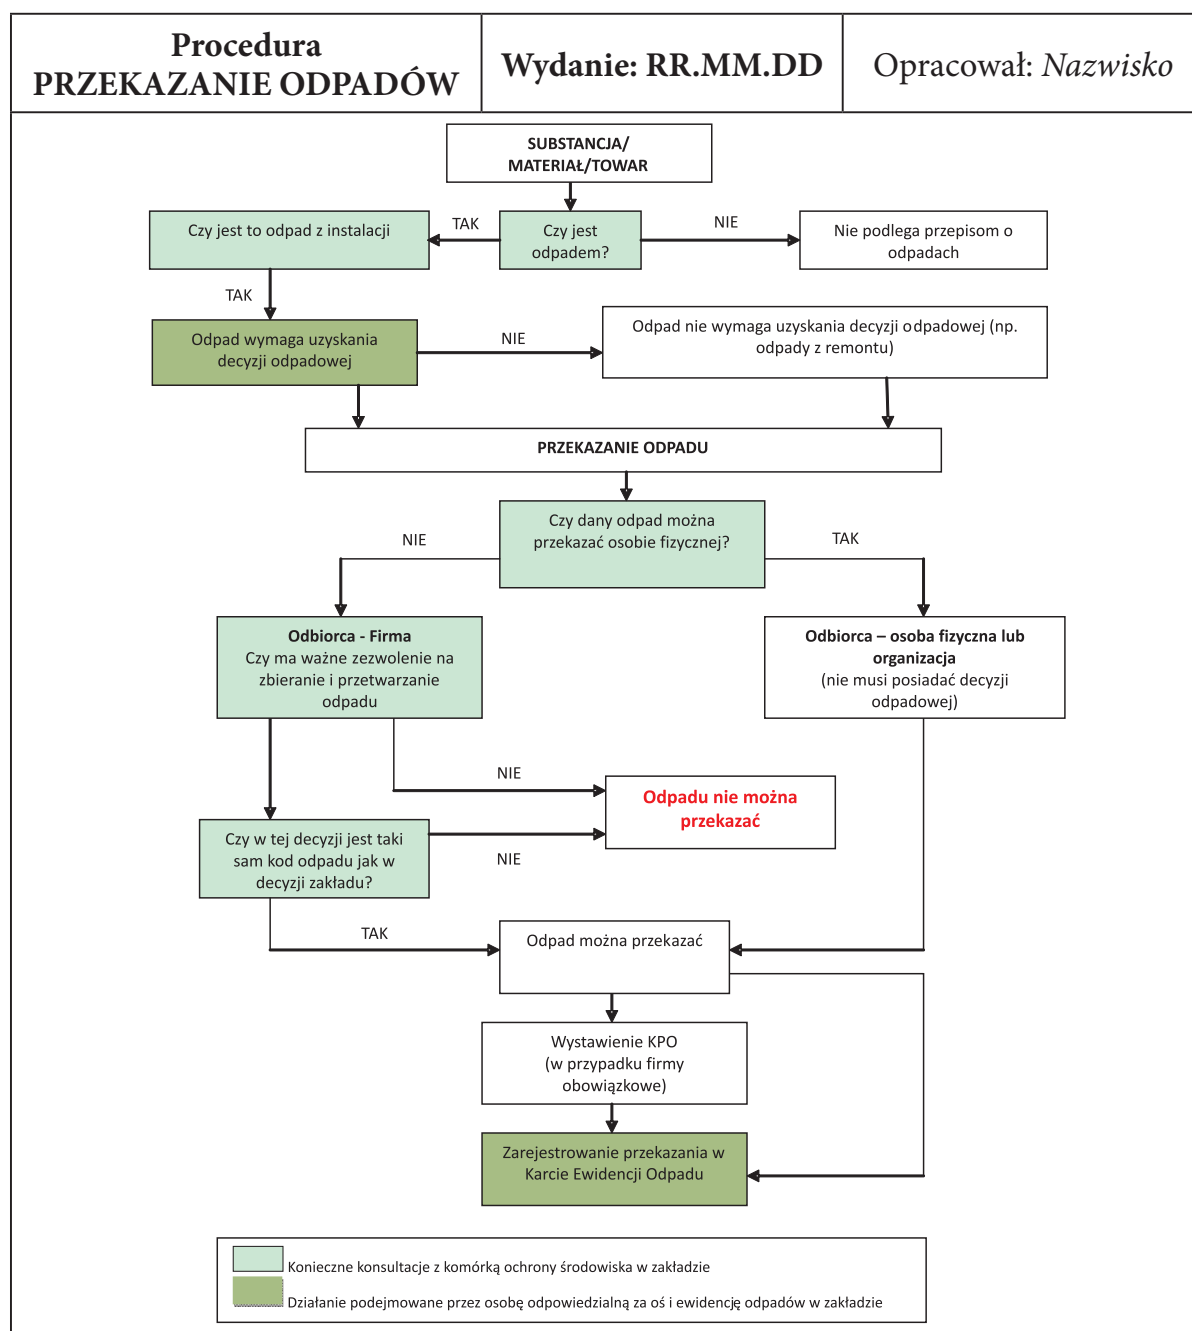 Procedura
PRZEKAZANIE ODPADÓW
Wydanie: RR.MM.DD
Opracował: Nazwisko
SUBSTANCJA/
MATERIAŁ/TOWAR
Czy jest to odpad z instalacji
TAK
Czy jest
odpadem?
NIE
Nie podlega przepisom o
odpadach
TAK
Odpad wymaga uzyskania
decyzji odpadowej
NIE
Odpad nie wymaga uzyskania decyzji odpadowej (np.
odpady z remontu)
PRZEKAZANIE ODPADU
Czy dany odpad można
przekazać osobie fizycznej?
NIE
TAK
Odbiorca - Firma
Czy ma ważne zezwolenie na
zbieranie i przetwarzanie
odpadu
Odbiorca – osoba fizyczna lub
organizacja
(nie musi posiadać decyzji
odpadowej)
NIE
Odpadu nie można
przekazać
Czy w tej decyzji jest taki
sam kod odpadu jak w
decyzji zakładu?
NIE
TAK
Odpad można przekazać
Wystawienie KPO
(w przypadku firmy
obowiązkowe)
Zarejestrowanie przekazania w
Karcie Ewidencji Odpadu
Konieczne konsultacje z komórką ochrony środowiska w zakładzie
Działanie podejmowane przez osobę odpowiedzialną za oś i ewidencję odpadów w zakładzie